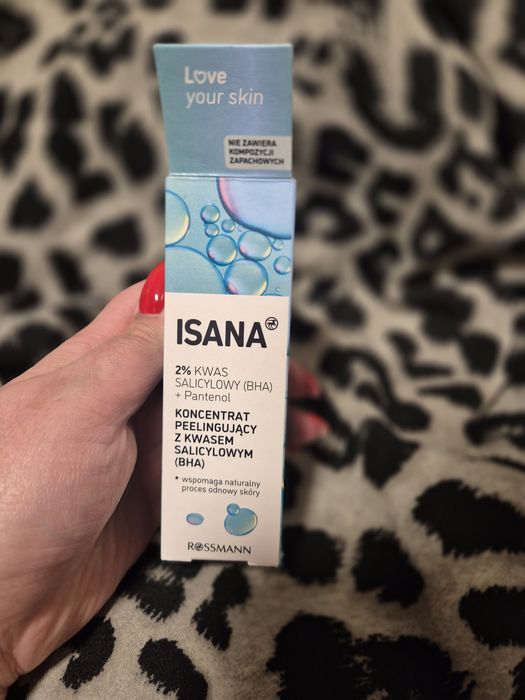 Love
your skin
NIE ZAWIERA
KOMPOZYCJI
ZAPACHOWYCH
ISANA
2% KWAS
SALICYLOWY (BHA)
+ Pantenol
KONCENTRAT
PEELINGUJĄCY
Z KWASEM
SALICYLOWYM
(BHA)
* wspomaga naturalny
proces odnowy skóry
ROSSMANN